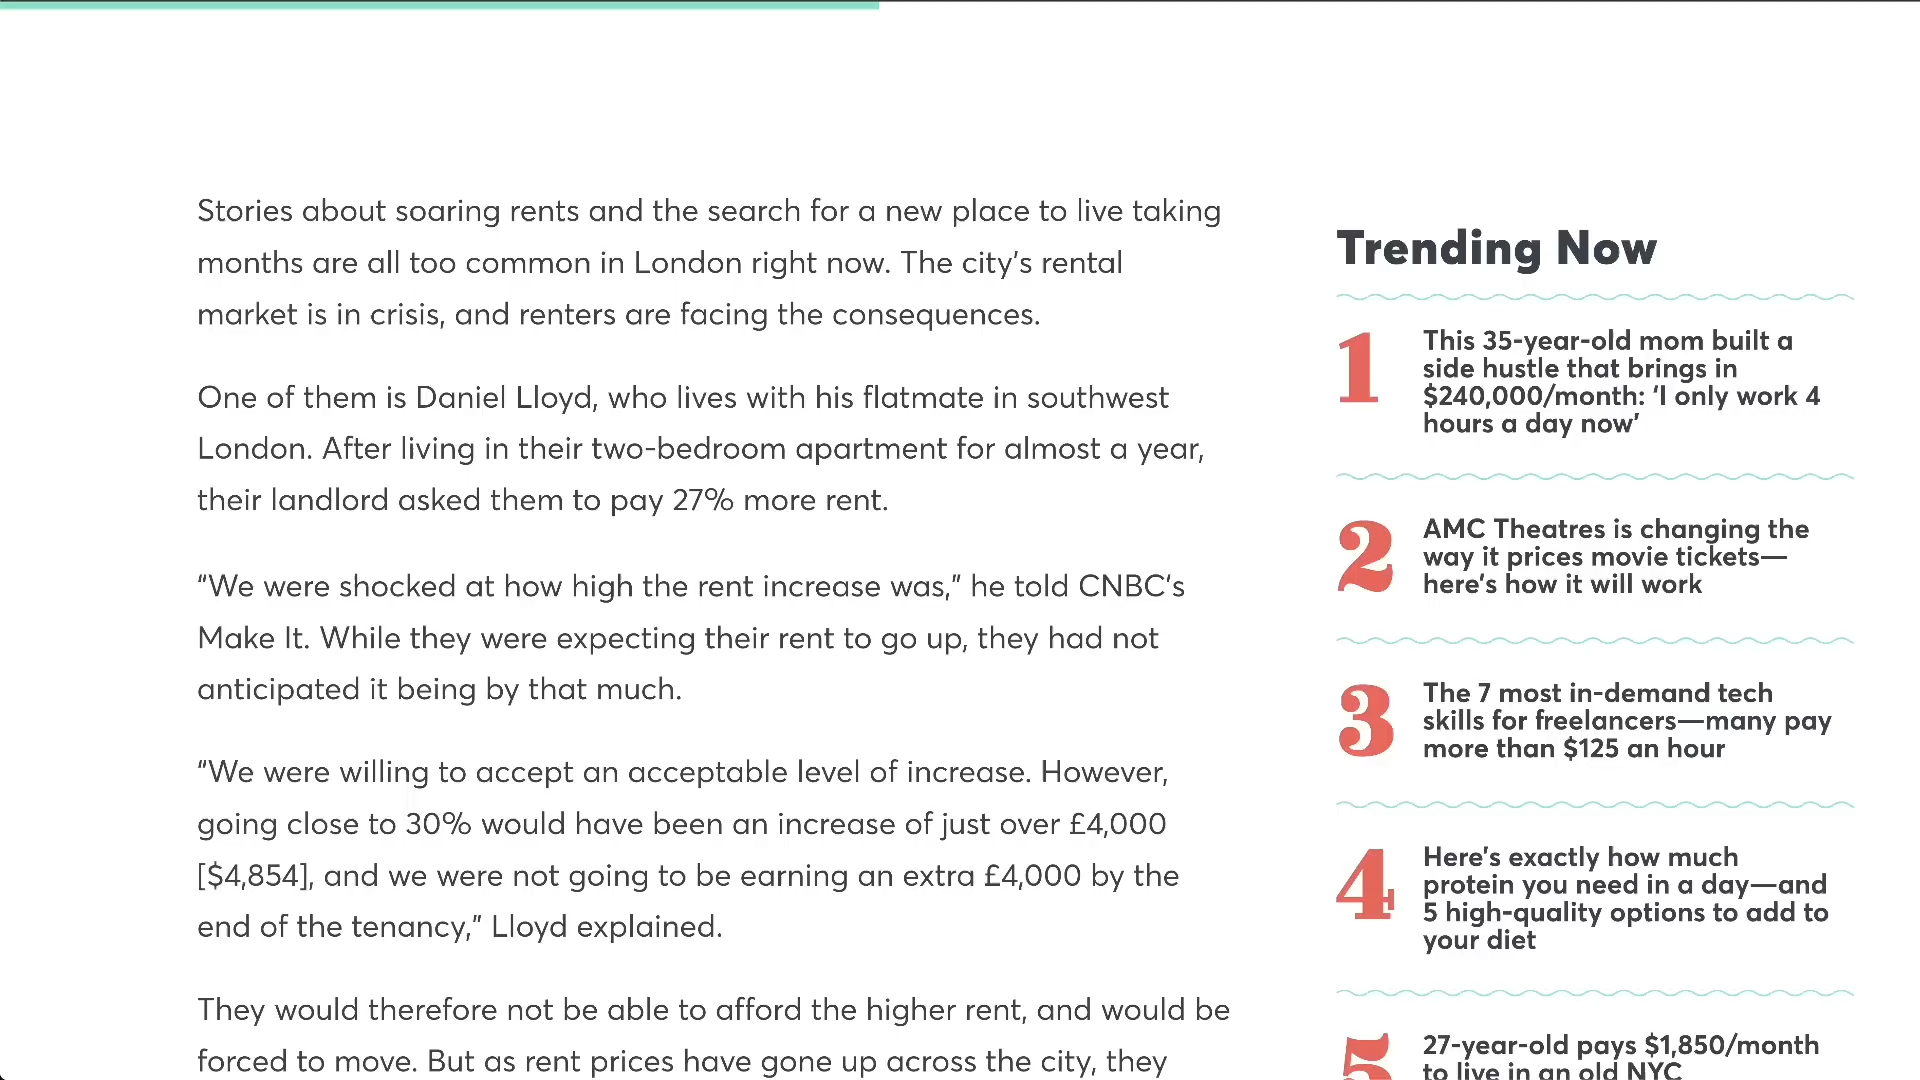 Stories about soaring rents and the search for a new place to live taking
months are all too common in London right now. The city’s rental
market is in crisis, and renters are facing the consequences.
One of them is Daniel Lloyd, who lives with his flatmate in southwest
London. After living in their two-bedroom apartment for almost a year,
their landlord asked them to pay 27% more rent.
“We were shocked at how high the rent increase was,” he told CNBC’s
Make It. While they were expecting their rent to go up, they had not
anticipated it being by that much.
“We were willing to accept an acceptable level of increase. However,
going close to 30% would have been an increase of just over £4,000
[$4,854], and we were not going to be earning an extra £4,000 by the
end of the tenancy,” Lloyd explained.
They would therefore not be able to afford the higher rent, and would be
forced to move. But as rent prices have gone up across the city, they
Trending Now
1
This 35-year-old mom built a
side hustle that brings in
$240,000/month: ‘I only work 4
hours a day now’
2
AMC Theatres is changing the
way it prices movie tickets—
here’s how it will work
3
The 7 most in-demand tech
skills for freelancers—many pay
more than $125 an hour
4
Here’s exactly how much
protein you need in a day—and
5 high-quality options to add to
your diet
5
27-year-old pays $1,850/month
to live in an old NYC